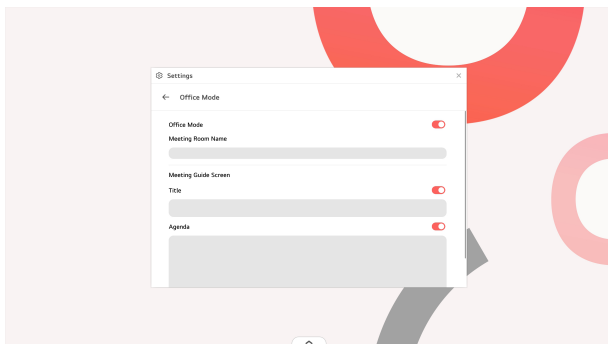 Settings
Office Mode
Office Mode
Meeting Room Name
Meeting Guide Screen
Title
Agenda